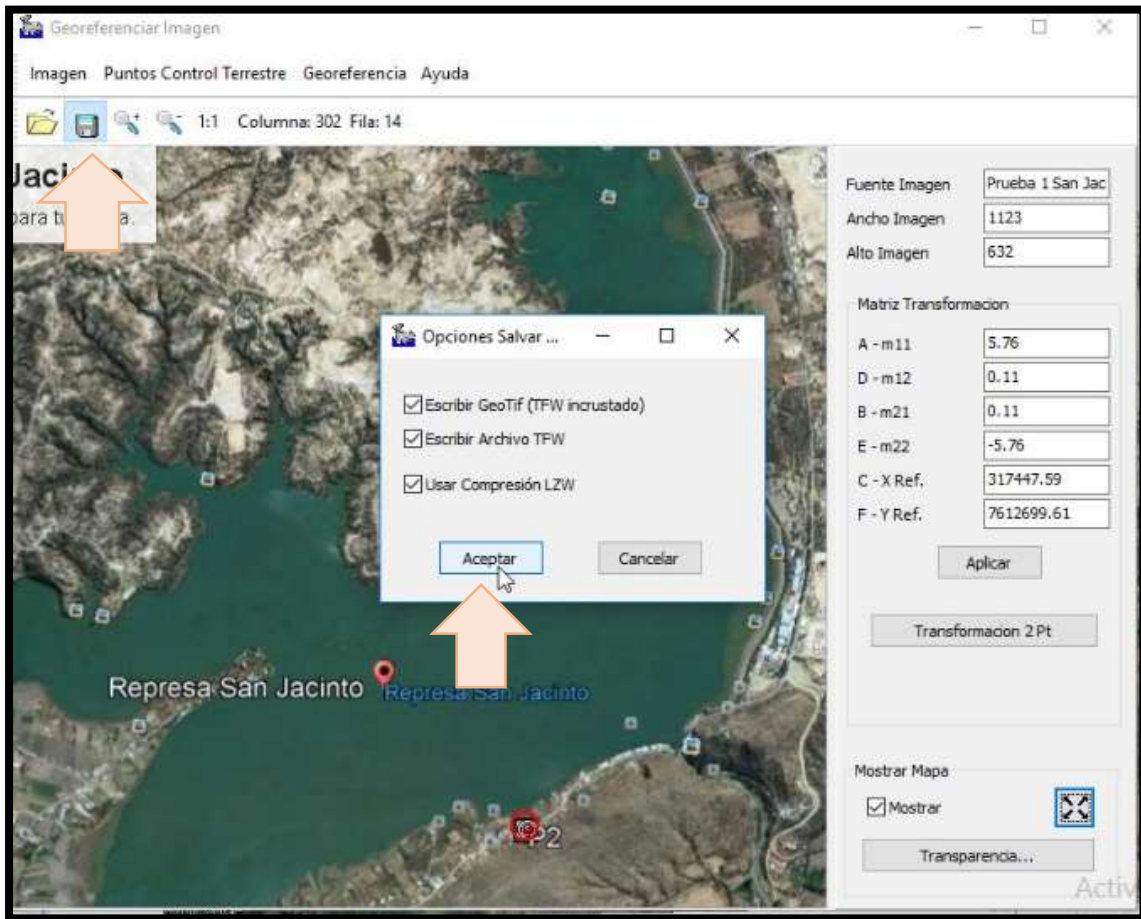 Georeferenciar Imagen
Imagen Puntos Control Terrestre Georeferencia Ayuda
1:1 Columna: 302 Fila: 14
para tu
Fuente Imagen Prueba 1 San Jac
Ancho Imagen 1123
Alto Imagen 632
Matriz Transformacion
A - m11 5.76
D - m12 0.11
B - m21 0.11
E - m22 -5.76
C - X Ref. 317447.59
F - Y Ref. 7612699.61
Aplicar
Transformacion 2 Pt
Opciones Salvar ...
Escribir GeoTif (TFW incrustado)
Escribir Archivo TFW
Usar Compresión LZW
Aceptar Cancelar
Represa San Jacinto
Represa San Jacinto
P2
Mostrar Mapa
Mostrar
Transparencia...
Activ